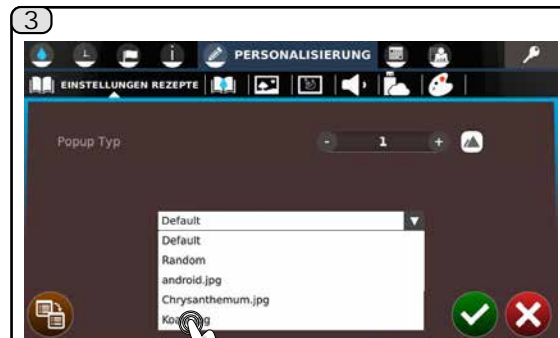 3
PERSONALISIERUNG
EINSTELLUNGEN REZEPTE
Popup Typ - 1 +
Default
Default
Random
android.jpg
Chrysanthemum.jpg